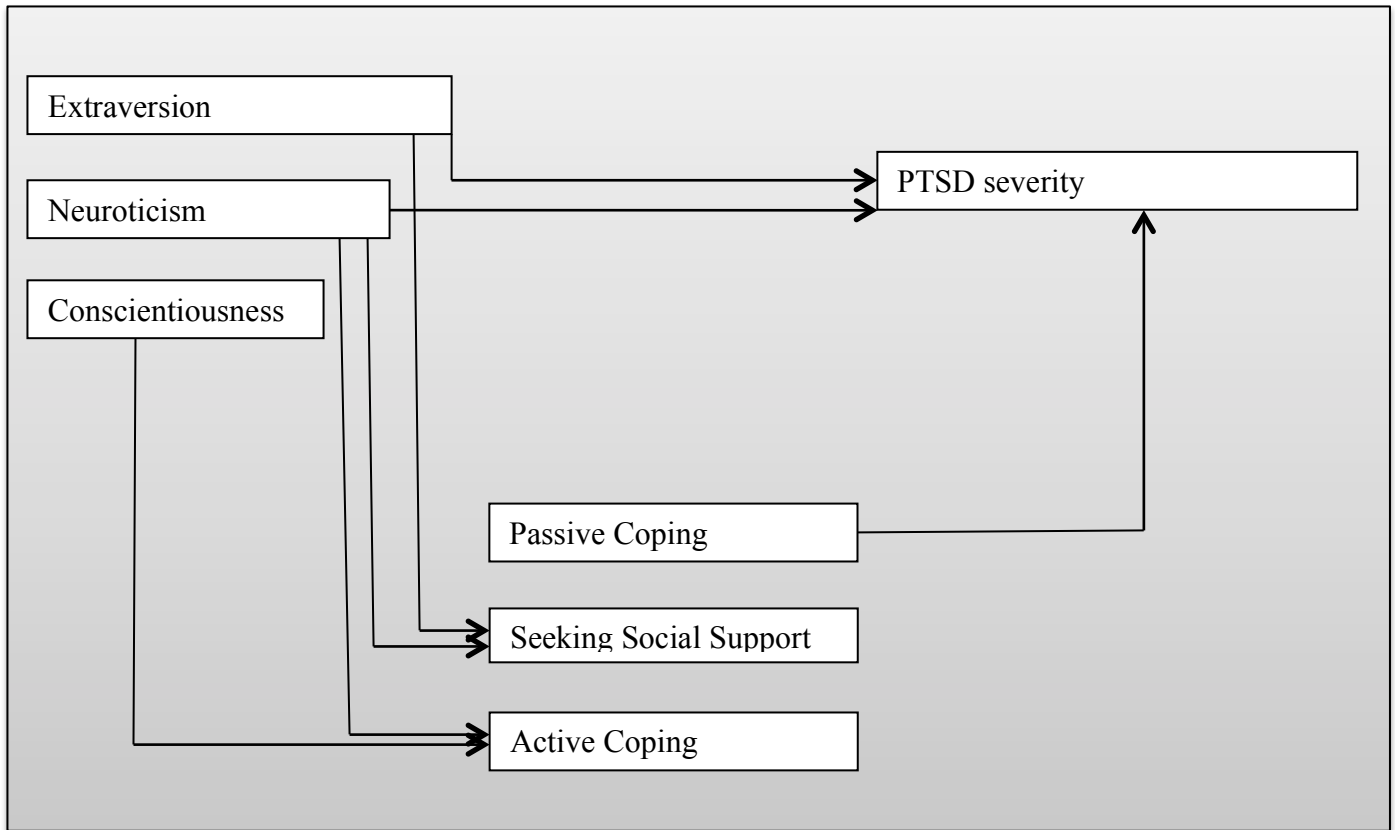 Extraversion
PTSD severity
Neuroticism
Conscientiousness
Passive Coping
Seeking Social Support
Active Coping